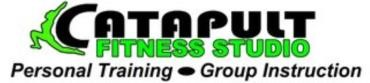 CATAPULT
FITNESS STUDIO
Personal Training • Group Instruction